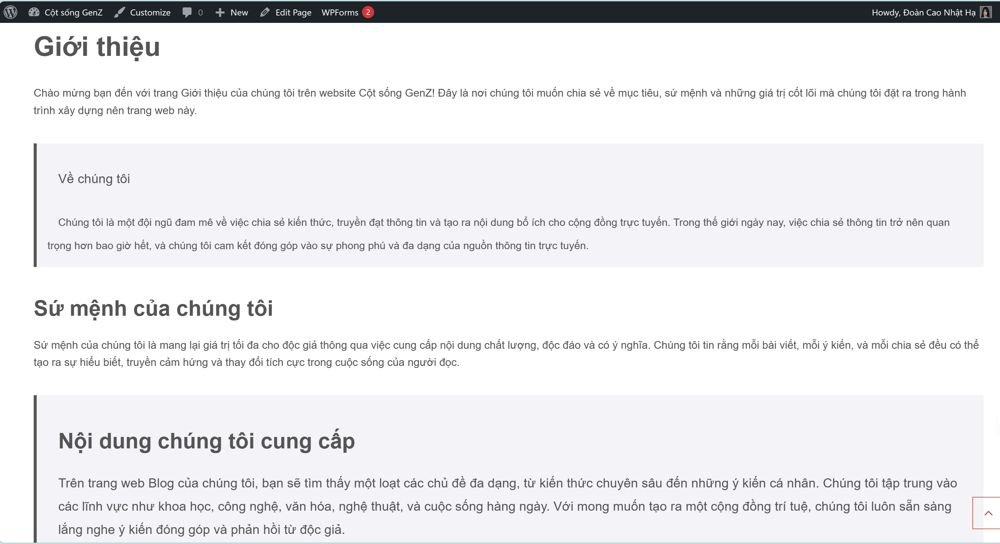 Cột sống GenZ Customize 0 New Edit Page WPForms 2 Howdy, Đoàn Cao Nhật Hạ
Giới thiệu
Chào mừng bạn đến với trang Giới thiệu của chúng tôi trên website Cột sống GenZ! Đây là nơi chúng tôi muốn chia sẻ về mục tiêu, sứ mệnh và những giá trị cốt lõi mà chúng tôi đặt ra trong hành
trình xây dựng nên trang web này.
Về chúng tôi
Chúng tôi là một đội ngũ đam mê về việc chia sẻ kiến thức, truyền đạt thông tin và tạo ra nội dung bổ ích cho cộng đồng trực tuyến. Trong thế giới ngày nay, việc chia sẻ thông tin trở nên quan
trọng hơn bao giờ hết, và chúng tôi cam kết đóng góp vào sự phong phú và đa dạng của nguồn thông tin trực tuyến.
Sứ mệnh của chúng tôi
Sứ mệnh của chúng tôi là mang lại giá trị tối đa cho độc giả thông qua việc cung cấp nội dung chất lượng, độc đáo và có ý nghĩa. Chúng tôi tin rằng mỗi bài viết, mỗi ý kiến, và mỗi chia sẻ đều có thể
tạo ra sự hiểu biết, truyền cảm hứng và thay đổi tích cực trong cuộc sống của người đọc.
Nội dung chúng tôi cung cấp
Trên trang web Blog của chúng tôi, bạn sẽ tìm thấy một loạt các chủ đề đa dạng, từ kiến thức chuyên sâu đến những ý kiến cá nhân. Chúng tôi tập trung vào
các lĩnh vực như khoa học, công nghệ, văn hóa, nghệ thuật, và cuộc sống hàng ngày. Với mong muốn tạo ra một cộng đồng trí tuệ, chúng tôi luôn sẵn sàng
lắng nghe ý kiến đóng góp và phản hồi từ độc giả.